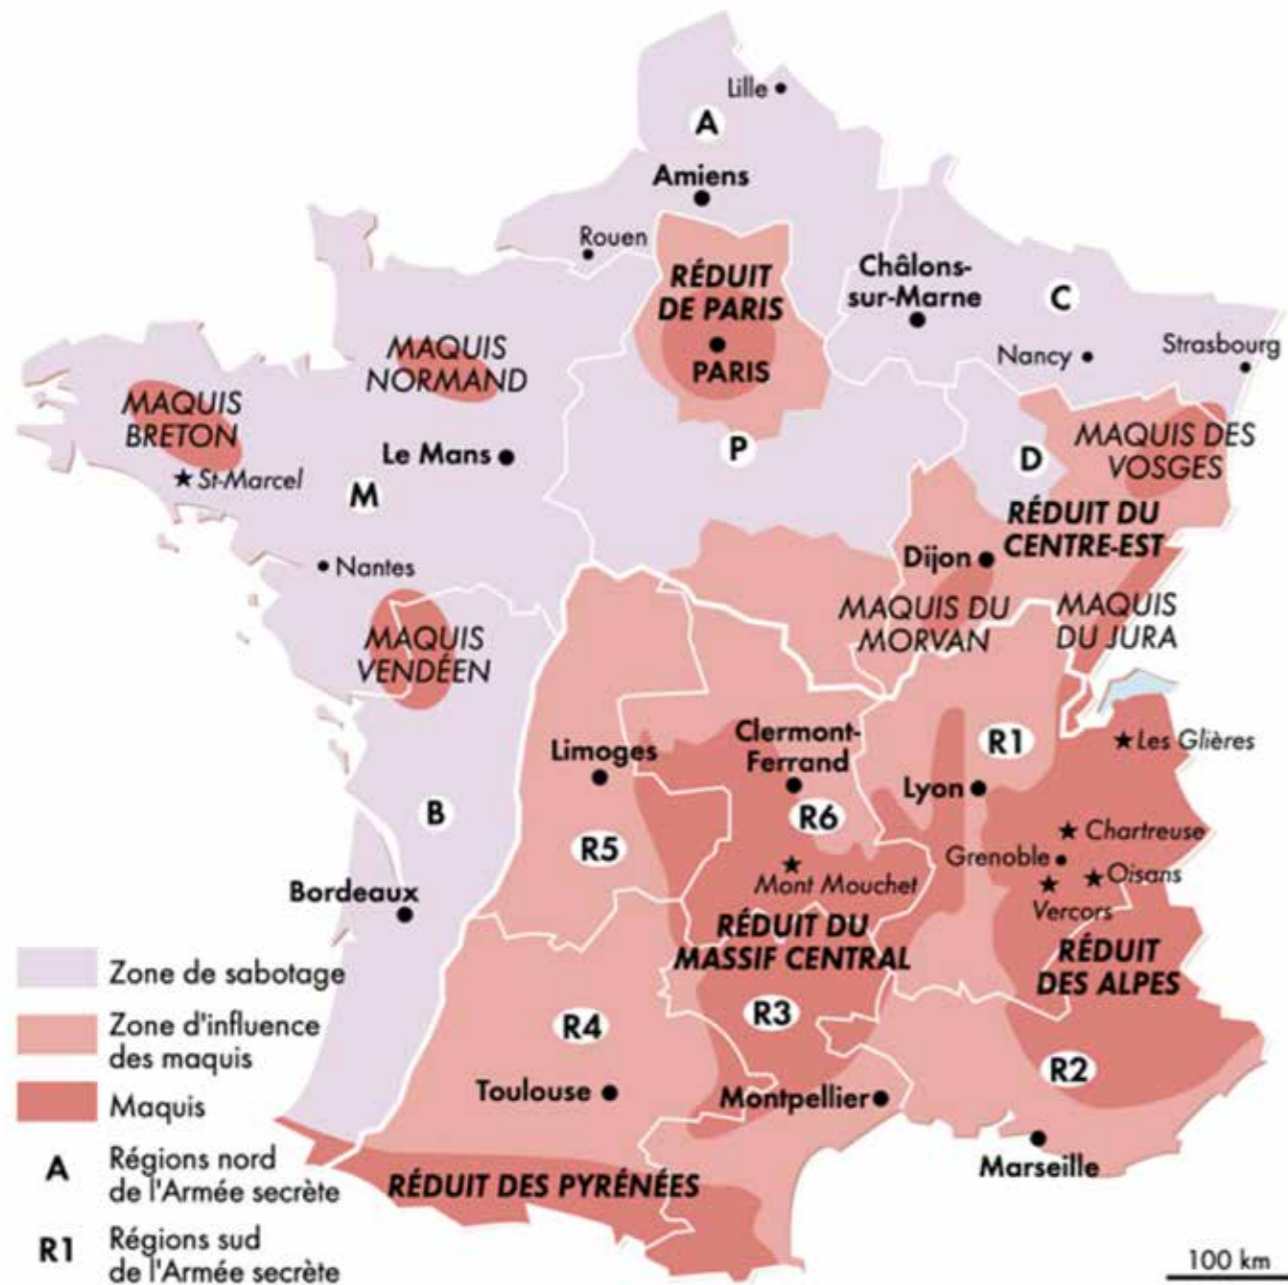 Lille
A
Amiens
Rouen
RÉDUIT
DE PARIS
PARIS
Châlons-
sur-Marne
C
Nancy
Strasbourg
MAQUIS
NORMAND
MAQUIS
BRETON
St-Marcel
Le Mans
M
P
D
MAQUIS DES
VOSGES
RÉDUIT DU
CENTRE-EST
Dijon
Nantes
MAQUIS DU
MORVAN
MAQUIS
DU JURA
MAQUIS
VENDÉEN
Limoges
Clermont-
Ferrand
R1
Les Glières
Lyon
B
R5
R6
Chartreuse
Grenoble
Oisans
Mont Mouchet
Vercors
Bordeaux
RÉDUIT DU
MASSIF CENTRAL
RÉDUIT
DES ALPES
R4
R3
R2
Toulouse
Montpellier
Marseille
RÉDUIT DES PYRÉNÉES
Zone de sabotage
Zone d'influence
des maquis
Maquis
A
Régions nord
de l'Armée secrète
R1
Régions sud
de l'Armée secrète
100 km